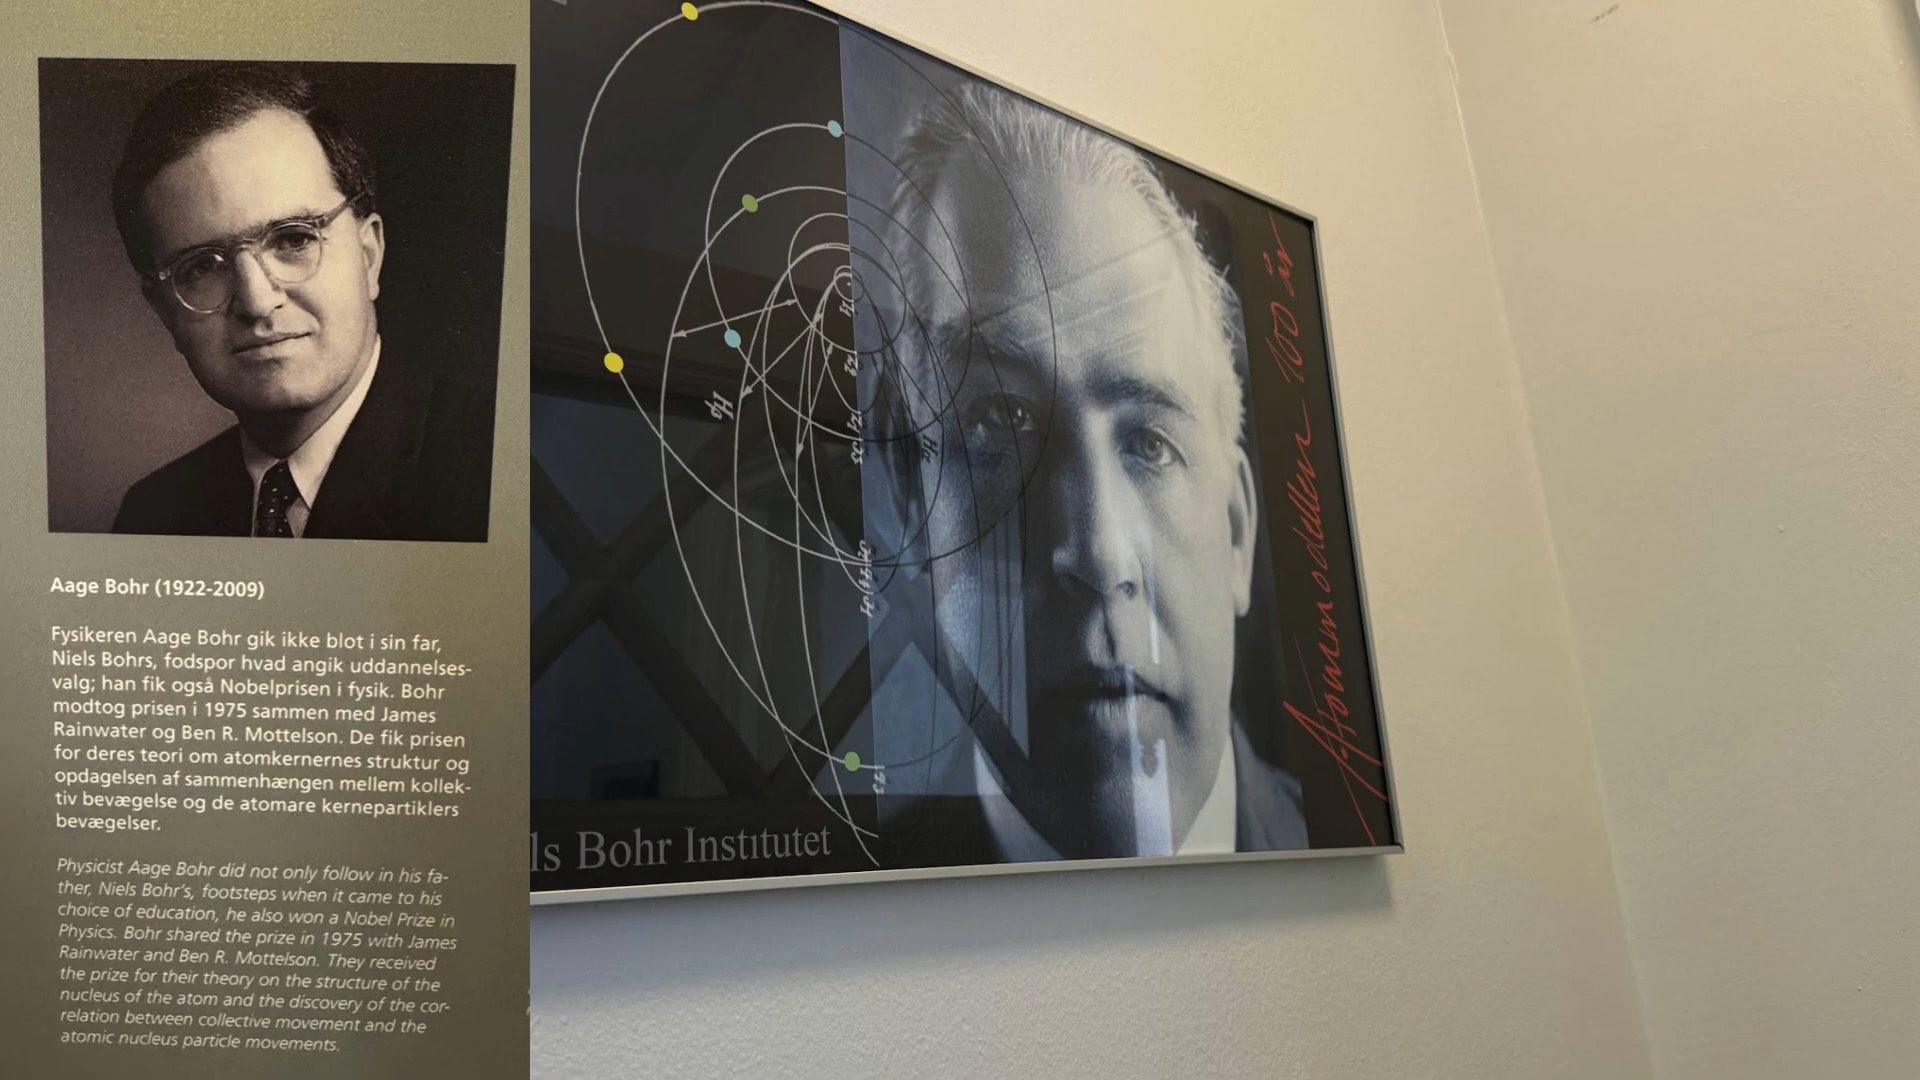 Aage Bohr (1922-2009)
Fysikeren Aage Bohr gik ikke blot i sin far,
Niels Bohrs, fodspor hvad angik uddannelses-
valg; han fik også Nobelprisen i fysik. Bohr
modtog prisen i 1975 sammen med James
Rainwater og Ben R. Mottelson. De fik prisen
for deres teori om atomkernernes struktur og
opdagelsen af sammenhængen mellem kollek-
tiv bevægelse og de atomare kernepartiklers
bevægelser.
Physicist Aage Bohr did not only follow in his fa-
ther, Niels Bohr's, footsteps when it came to his
choice of education, he also won a Nobel Prize in
Physics. Bohr shared the prize in 1975 with James
Rainwater and Ben R. Mottelson. They received
the prize for their theory on the structure of the
nucleus of the atom and the discovery of the cor-
relation between collective movement and the
atomic nucleus particle movements.
Hβ
Hα
ls Bohr Institutet
Atommodellen 100 år